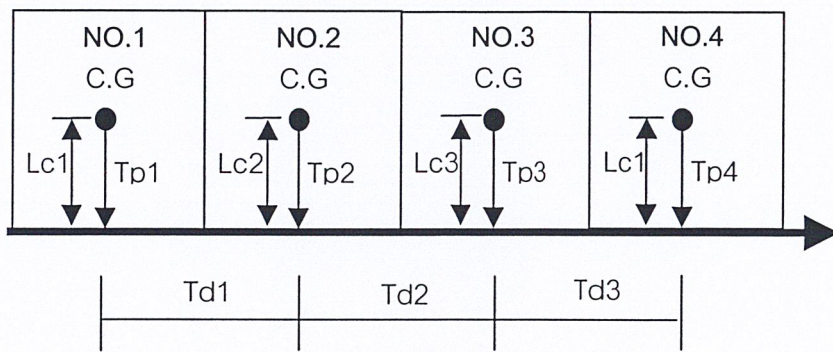 NO.1 NO.2 NO.3 NO.4
C.G C.G C.G C.G
Lc1 Tp1 Lc2 Tp2 Lc3 Tp3 Lc1 Tp4
Td1 Td2 Td3